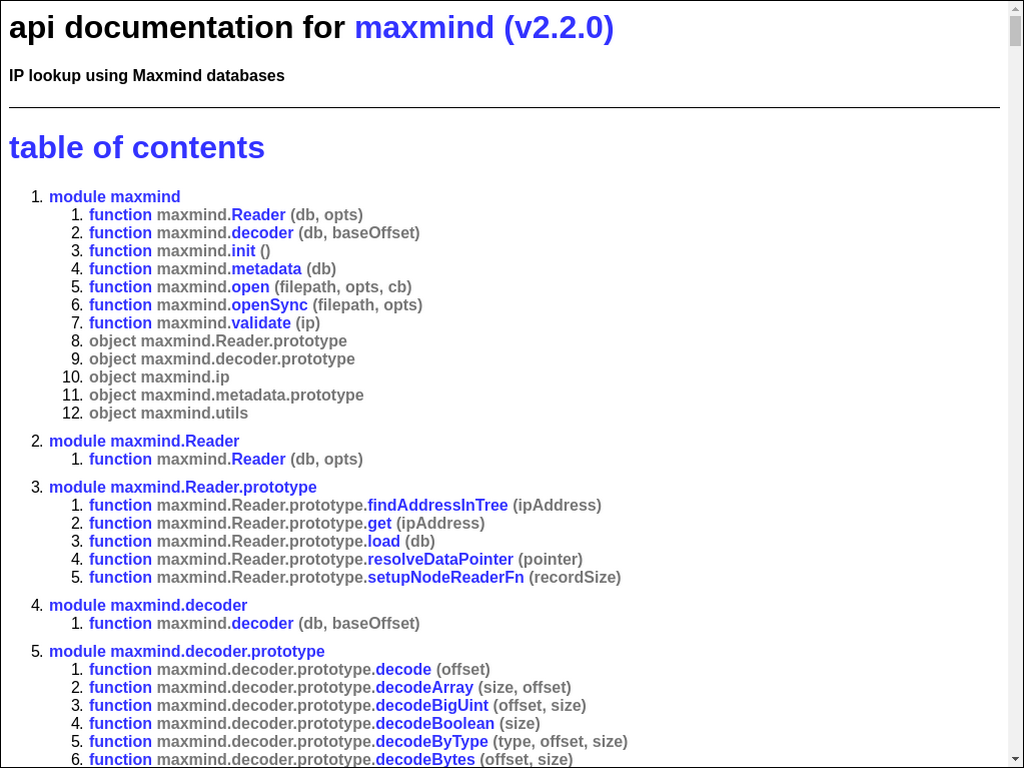 api documentation for maxmind (v2.2.0)
IP lookup using Maxmind databases
table of contents
1. module maxmind
1. function maxmind.Reader (db, opts)
2. function maxmind.decoder (db, baseOffset)
3. function maxmind.init ()
4. function maxmind.metadata (db)
5. function maxmind.open (filepath, opts, cb)
6. function maxmind.openSync (filepath, opts)
7. function maxmind.validate (ip)
8. object maxmind.Reader.prototype
9. object maxmind.decoder.prototype
10. object maxmind.ip
11. object maxmind.metadata.prototype
12. object maxmind.utils
2. module maxmind.Reader
1. function maxmind.Reader (db, opts)
3. module maxmind.Reader.prototype
1. function maxmind.Reader.prototype.findAddressInTree (ipAddress)
2. function maxmind.Reader.prototype.get (ipAddress)
3. function maxmind.Reader.prototype.load (db)
4. function maxmind.Reader.prototype.resolveDataPointer (pointer)
5. function maxmind.Reader.prototype.setupNodeReaderFn (recordSize)
4. module maxmind.decoder
1. function maxmind.decoder (db, baseOffset)
5. module maxmind.decoder.prototype
1. function maxmind.decoder.prototype.decode (offset)
2. function maxmind.decoder.prototype.decodeArray (size, offset)
3. function maxmind.decoder.prototype.decodeBigUint (offset, size)
4. function maxmind.decoder.prototype.decodeBoolean (size)
5. function maxmind.decoder.prototype.decodeByType (type, offset, size)
6. function maxmind.decoder.prototype.decodeBytes (offset, size)